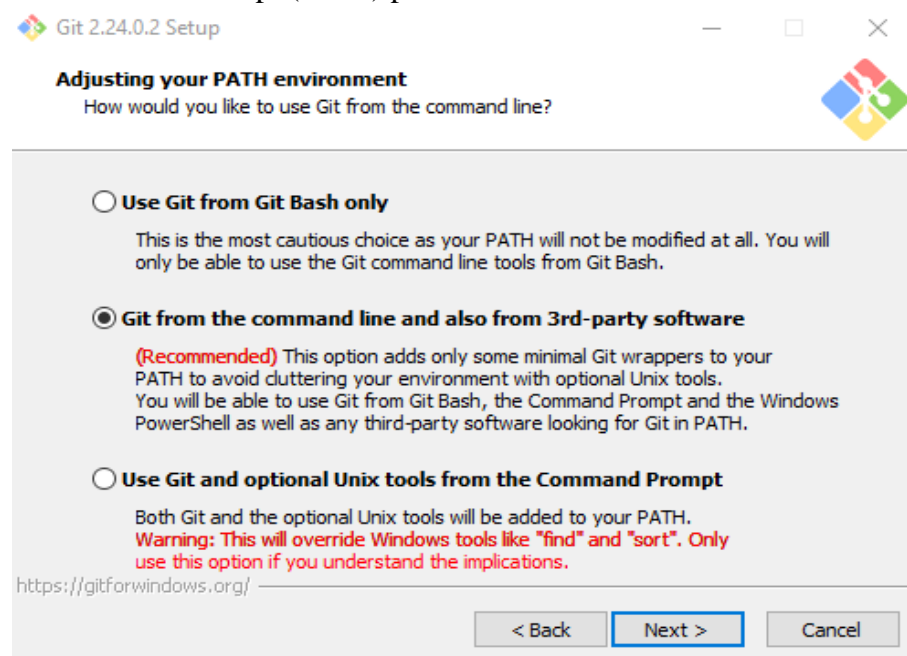 Git 2.24.0.2 Setup
Adjusting your PATH environment
How would you like to use Git from the command line?
Use Git from Git Bash only
This is the most cautious choice as your PATH will not be modified at all. You will
only be able to use the Git command line tools from Git Bash.
Git from the command line and also from 3rd-party software
(Recommended) This option adds only some minimal Git wrappers to your
PATH to avoid cluttering your environment with optional Unix tools.
You will be able to use Git from Git Bash, the Command Prompt and the Windows
PowerShell as well as any third-party software looking for Git in PATH.
Use Git and optional Unix tools from the Command Prompt
Both Git and the optional Unix tools will be added to your PATH.
Warning: This will override Windows tools like "find" and "sort". Only
use this option if you understand the implications.
https://gitforwindows.org/
< Back Next > Cancel